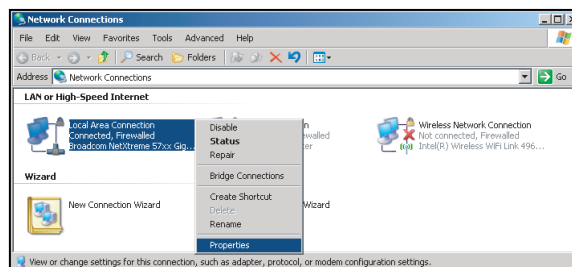 Network Connections
File Edit View Favorites Tools Advanced Help
Back Search Folders
Address Network Connections Go
LAN or High-Speed Internet
Local Area Connection
Connected, Firewalled
Broadcom NetXtreme 57xx Gig...
Disable
Status
Repair
Bridge Connections
Create Shortcut
Delete
Rename
Properties
Wireless Network Connection
Not connected, Firewalled
Intel(R) Wireless WiFi Link 496...
Wizard
New Connection Wizard
Wizard
View or change settings for this connection, such as adapter, protocol, or modem configuration settings.